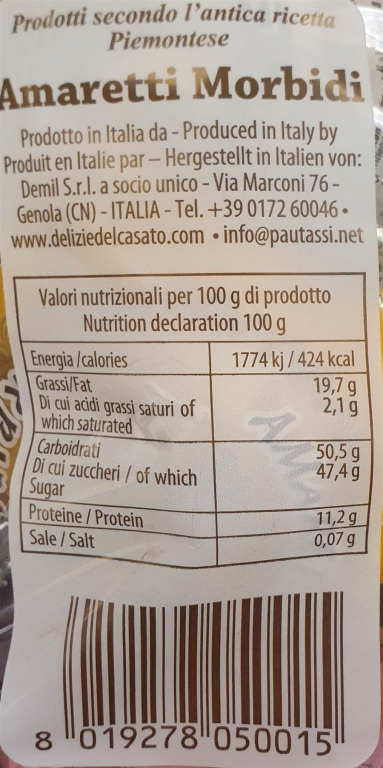 Prodotti secondo l'antica ricetta
Piemontese
Amaretti Morbidi
Prodotto in Italia da - Produced in Italy by
Produit en Italie par – Hergestellt in Italien von:
Demil S.r.l. a socio unico - Via Marconi 76 -
Genola (CN) - ITALIA - Tel. +39 0172 60046 •
www.deliziedelcasato.com • info@pautassi.net
Valori nutrizionali per 100 g di prodotto
Nutrition declaration 100 g
Energia /calories 1774 kj / 424 kcal
Grassi/Fat 19,7 g
Di cui acidi grassi saturi of 2,1 g
which saturated
Carboidrati 50,5 g
Di cui zuccheri / of which 47,4 g
Sugar
Proteine / Protein 11,2 g
Sale / Salt 0,07 g
8 019278 050015